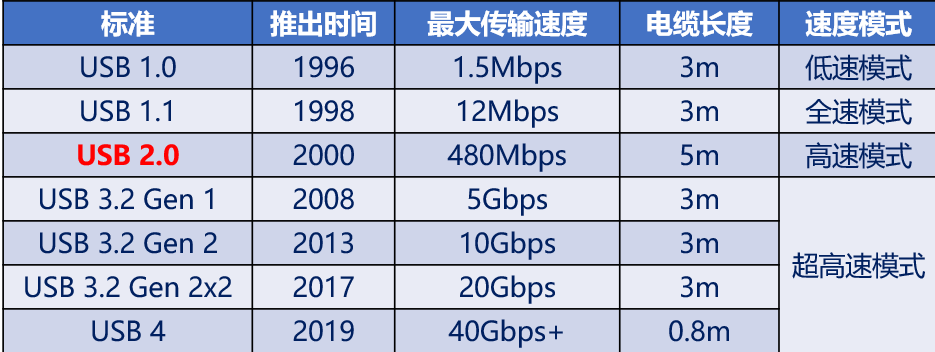 标准 推出时间 最大传输速度 电缆长度 速度模式
USB 1.0 1996 1.5Mbps 3m 低速模式
USB 1.1 1998 12Mbps 3m 全速模式
USB 2.0 2000 480Mbps 5m 高速模式
USB 3.2 Gen 1 2008 5Gbps 3m
USB 3.2 Gen 2 2013 10Gbps 3m
超高速模式
USB 3.2 Gen 2x2 2017 20Gbps 3m
USB 4 2019 40Gbps+ 0.8m